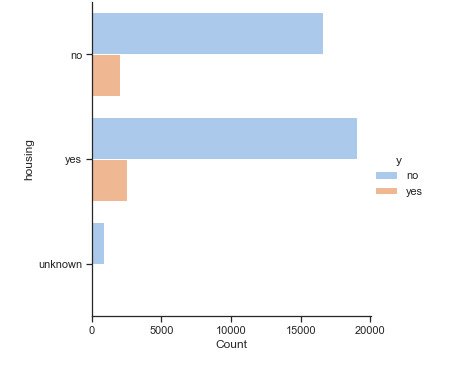 no
yes
unknown
housing
0 5000 10000 15000 20000
Count
y
no
yes